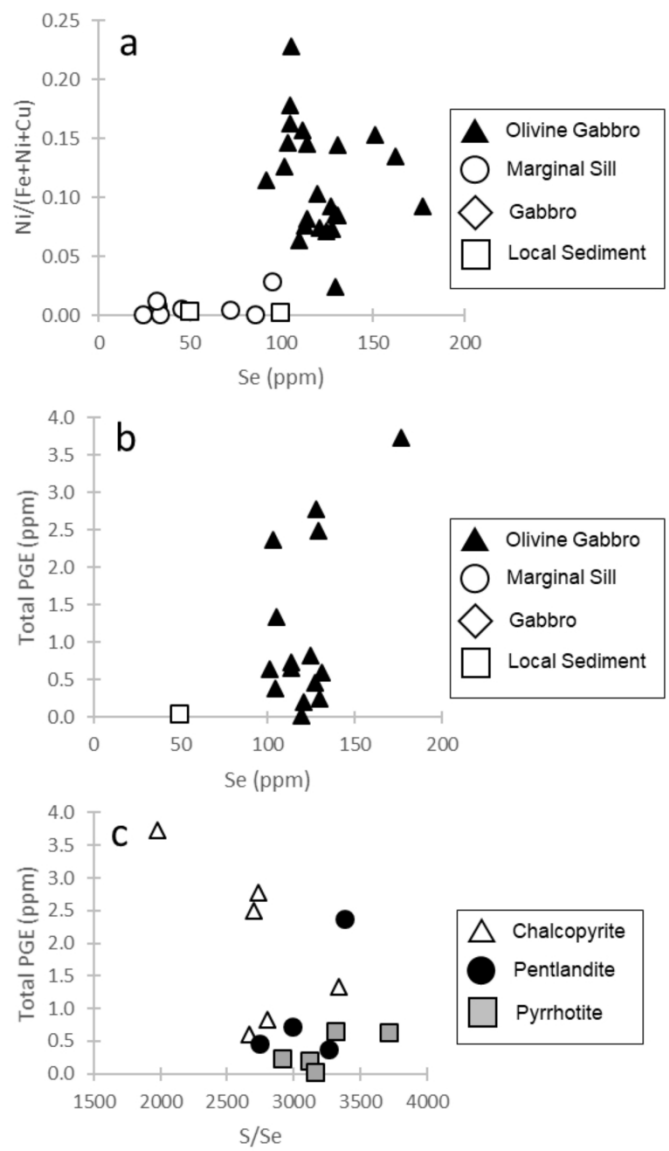 a
Ni/(Fe+Ni+Cu)
0.25
0.20
0.15
0.10
0.05
0.00
0 50 100 150 200
Se (ppm)
Olivine Gabbro
Marginal Sill
Gabbro
Local Sediment
b
Total PGE (ppm)
4.0
3.5
3.0
2.5
2.0
1.5
1.0
0.5
0.0
0 50 100 150 200
Se (ppm)
Olivine Gabbro
Marginal Sill
Gabbro
Local Sediment
c
Total PGE (ppm)
4.0
3.5
3.0
2.5
2.0
1.5
1.0
0.5
0.0
1500 2000 2500 3000 3500 4000
S/Se
Chalcopyrite
Pentlandite
Pyrrhotite